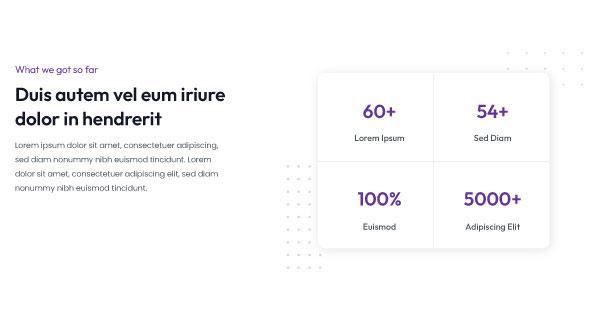 What we got so far
Duis autem vel eum iriure
dolor in hendrerit
Lorem ipsum dolor sit amet, consectetuer adipiscing,
sed diam nonummy nibh euismod tincidunt. Lorem
dolor sit amet, consectetuer adipiscing elit, sed diam
nonummy nibh euismod tincidunt.
60+
Lorem Ipsum
54+
Sed Diam
100%
Euismod
5000+
Adipiscing Elit